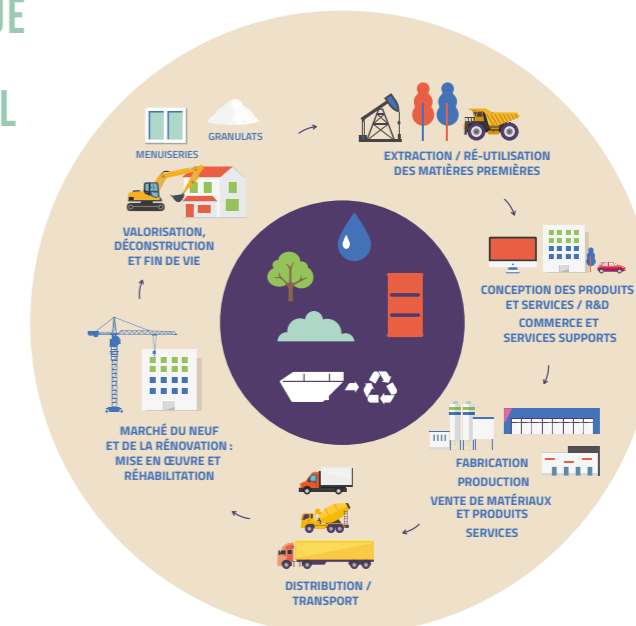 UE
L
MENUISERIES
GRANULATS
EXTRACTION / RÉ-UTILISATION
DES MATIÈRES PREMIÈRES
CONCEPTION DES PRODUITS
ET SERVICES / R&D
COMMERCE ET
SERVICES SUPPORTS
FABRICATION
PRODUCTION
VENTE DE MATÉRIAUX
ET PRODUITS
SERVICES
DISTRIBUTION /
TRANSPORT
MARCHÉ DU NEUF
ET DE LA RÉNOVATION :
MISE EN ŒUVRE ET
RÉHABILITATION
VALORISATION,
DÉCONSTRUCTION
ET FIN DE VIE